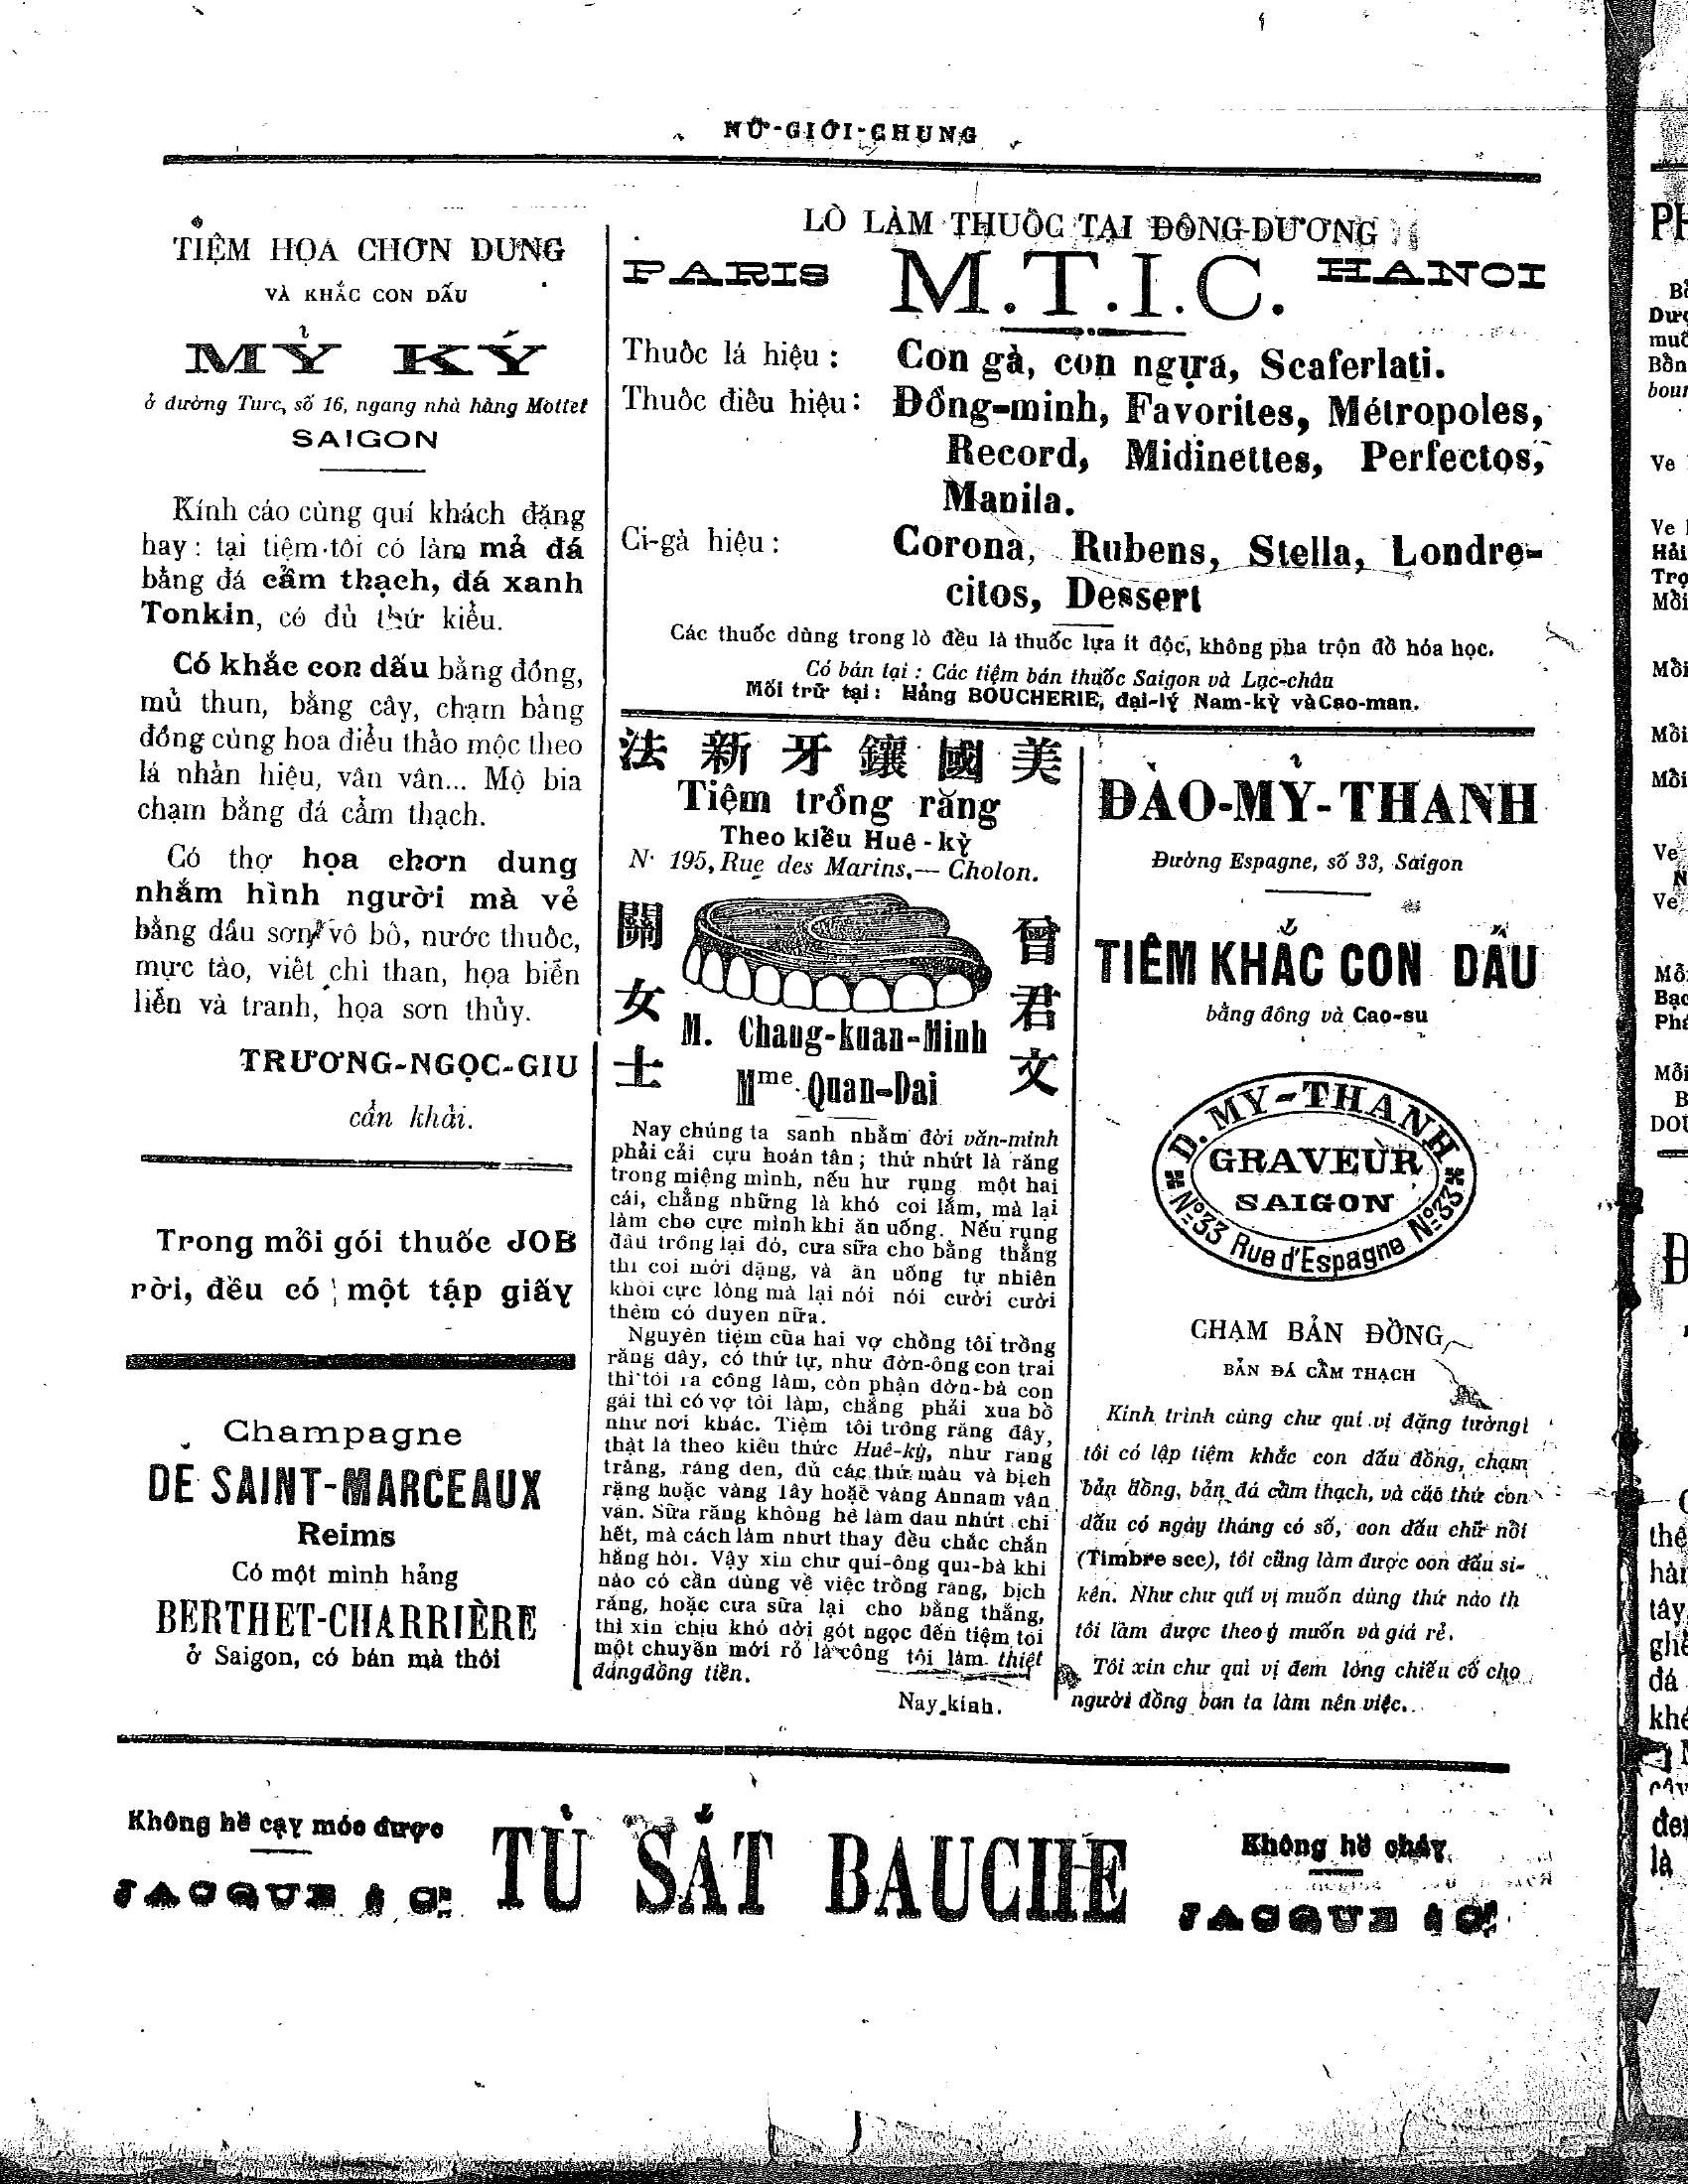 NỮ-GIỚI-CHUNG
TIỆM HỌA CHƠN DUNG
VÀ KHẮC CON DẤU
MỶ KÝ
ở đường Turc, số 16, ngang nhà hàng Mottet
SAIGON
Kính cáo cùng quí khách đặng
hay : tại tiệm tôi có làm mả đá
bằng đá cẩm thạch, đá xanh
Tonkin, có đủ thứ kiểu.
Có khắc con dấu bằng đồng,
mủ thun, bằng cây, chạm bằng
đồng cùng hoa điểu thảo mộc theo
lá nhản hiệu, vân vân... Mộ bia
chạm bằng đá cẩm thạch.
Có thợ họa chơn dung
nhắm hình người mà vẻ
bằng dầu sơn vô bố, nước thuốc,
mực tào, viết chì than, họa biển
liển và tranh, họa sơn thủy.
TRƯƠNG-NGỌC-GIU
cẩn khải.
Trong mỗi gói thuốc JOB
rời, đều có một tập giấy
Champagne
DE SAINT-MARCEAUX
Reims
Có một mình hảng
BERTHET-CHARRIÈRE
ở Saigon, có bán mà thôi
LÒ LÀM THUỐC TẠI ĐÔNG-DƯƠNG
PARIS M.T.I.C. HANOI
Thuốc lá hiệu : Con gà, con ngựa, Scaferlati.
Thuốc điếu hiệu : Đồng-minh, Favorites, Métropoles,
Record, Midinettes, Perfectos,
Manila.
Ci-gà hiệu : Corona, Rubens, Stella, Londre-
citos, Dessert
Các thuốc dùng trong lò đều là thuốc lựa ít độc, không pha trộn đồ hóa học.
Có bán tại : Các tiệm bán thuốc Saigon và Lục-châu
Mối trữ tại : Hảng BOUCHERIE, đại-lý Nam-kỳ và Cao-man.
法 新 牙 鑲 國 美
Tiệm trồng răng
Theo kiểu Huê-kỳ
N· 195, Rue des Marins.— Cholon.
關女士
曾君文
M. Chang-kuan-Minh
Mme. Quan-Dai
Nay chúng ta sanh nhằm đời văn-minh
phải cải cựu hoán tân ; thứ nhứt là răng
trong miệng mình, nếu hư rụng một hai
cái, chẳng những là khó coi lắm, mà lại
làm cho cực mình khi ăn uống. Nếu rụng
đâu trồng lại đó, cưa sữa cho bằng thẳng
thì coi mới dặng, và ăn uống tự nhiên
khỏi cực lòng mà lại nói nói cười cười
thêm có duyên nữa.
Nguyên tiệm của hai vợ chồng tôi trồng
răng đây, có thứ tự, như đờn-ông con trai
thì tôi ra công làm, còn phận đờn-bà con
gái thì có vợ tôi làm, chẳng phải xua bồ
như nơi khác. Tiệm tôi trồng răng đây,
thật là theo kiểu thức Huê-kỳ, như răng
trắng, răng đen, đủ các thứ màu và bịch
răng hoặc vàng tây hoặc vàng Annam vân
vân. Sữa răng không hề làm đau nhứt chi
hết, mà cách làm nhựt thay đều chắc chắn
hẳng hòi. Vậy xin chư quí-ông quí-bà khi
nào có cần dùng về việc trồng răng, bịch
răng, hoặc cưa sữa lại cho bằng thẳng,
thì xin chịu khó dời gót ngọc đến tiệm tôi
một chuyến mới rỏ là công tôi làm thiệt
đáng đồng tiền.
Nay kính.
ĐÀO-MỶ-THANH
Đường Espagne, số 33, Saigon
TIỆM KHẮC CON DẤU
bằng đồng và Cao-su
D. MY-THANH
GRAVEUR
SAIGON
No33 Rue d'Espagne No33
CHẠM BẢN ĐỒNG
BẢN ĐÁ CẨM THẠCH
Kính trình cùng chư quí vị đặng tường
tôi có lập tiệm khắc con dấu đồng, chạm
bản đồng, bản đá cẩm thạch, và các thứ con
dấu có ngày tháng có số, con dấu chữ nổi
(Timbre sec), tôi cũng làm được con dấu si-
kên. Như chư quí vị muốn dùng thứ nào th
tôi làm được theo ý muốn và giá rẻ.
Tôi xin chư quí vị đem lòng chiếu cố cho
người đồng ban ta làm nên việc.
Không hề cạy móc được
JACQUE & Cie
TỦ SẮT BAUCHE
Không hề cháy
JACQUE & Cie